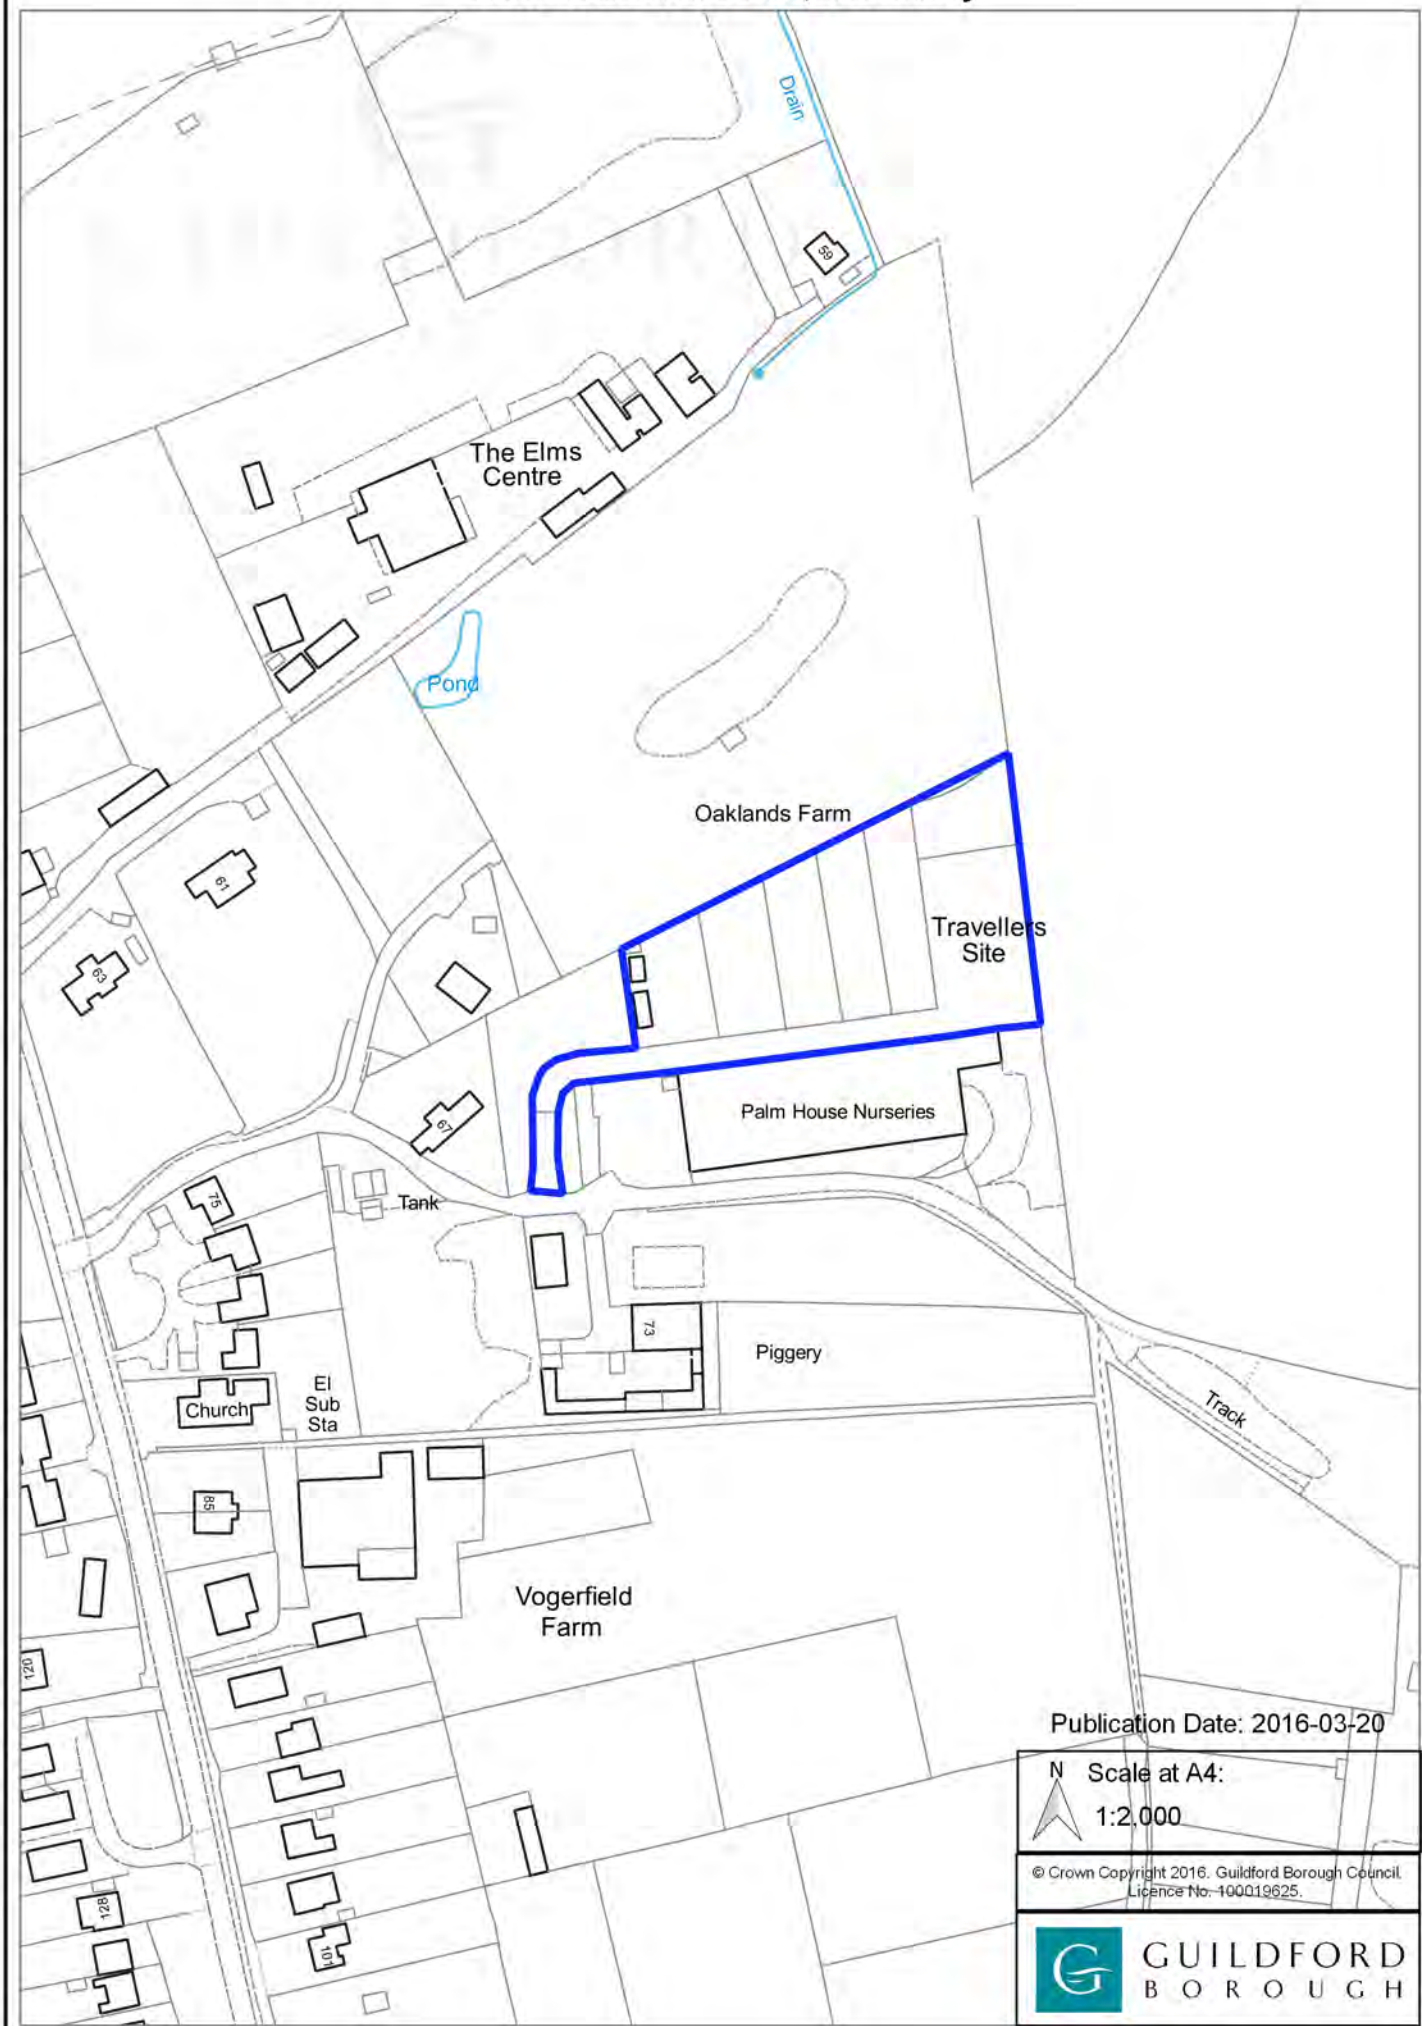 Drain
59
The Elms
Centre
Pond
Oaklands Farm
61
Travellers
Site
63
Palm House Nurseries
67
75
Tank
73
Piggery
El
Sub
Sta
Church
Track
85
Vogerfield
Farm
120
Publication Date: 2016-03-20
N
Scale at A4:
1:2,000
© Crown Copyright 2016. Guildford Borough Council.
Licence No. 100019625.
128
101
G
GUILDFORD
BOROUGH